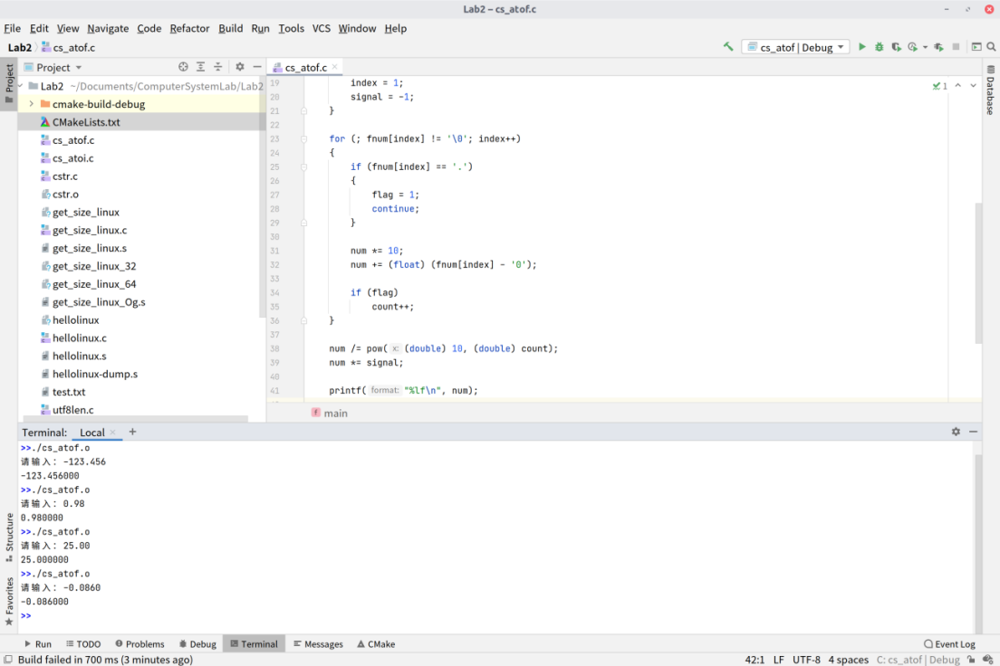 Lab2 – cs_atof.c
File Edit View Navigate Code Refactor Build Run Tools VCS Window Help
Lab2 cs_atof.c
cs_atof | Debug
Project
cs_atof.c
Project
Lab2 ~/Documents/ComputerSystemLab/Lab2
cmake-build-debug
CMakeLists.txt
cs_atof.c
cs_atoi.c
cstr.c
cstr.o
get_size_linux
get_size_linux.c
get_size_linux.s
get_size_linux_32
get_size_linux_64
get_size_linux_Og.s
hellolinux
hellolinux.c
hellolinux.s
hellolinux-dump.s
test.txt
utf8len.c
19 index = 1;
20 signal = -1;
21 }
22
23 for (; fnum[index] != '\0'; index++)
24 {
25 if (fnum[index] == '.')
26 {
27 flag = 1;
28 continue;
29 }
30
31 num *= 10;
32 num += (float) (fnum[index] - '0');
33
34 if (flag)
35 count++;
36 }
37
38 num /= pow( x: (double) 10, (double) count);
39 num *= signal;
40
41 printf( format: "%lf\n", num);
1
Database
f main
Terminal: Local +
>>./cs_atof.o
请输入: -123.456
-123.456000
>>./cs_atof.o
请输入: 0.98
0.980000
>>./cs_atof.o
请输入: 25.00
25.000000
>>./cs_atof.o
请输入: -0.0860
-0.086000
>>
Structure
Favorites
Run TODO Problems Debug Terminal Messages CMake Event Log
Build failed in 700 ms (3 minutes ago) 42:1 LF UTF-8 4 spaces C: cs_atof | Debug